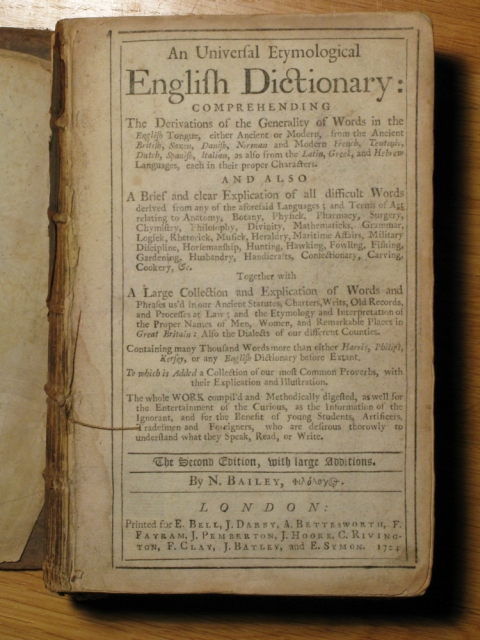 An Universal Etymological
Engliſh Dictionary:
COMPREHENDING
The Derivations of the Generality of Words in the
Engliſh Tongue, either Ancient or Modern, from the Ancient
Britiſh, Saxon, Daniſh, Norman and Modern French, Teutonic,
Dutch, Spaniſh, Italian, as alſo from the Latin, Greek, and Hebrew
Languages, each in their proper Characters.
AND ALSO
A Brief and clear Explication of all difficult Words
derived from any of the aforeſaid Languages; and Terms of Art
relating to Anatomy, Botany, Phyſick, Pharmacy, Surgery,
Chymiſtry, Philoſophy, Divinity, Mathematicks, Grammar,
Logick, Rhetorick, Muſick, Heraldry, Maritime Affairs, Military
Diſcipline, Horſemanſhip, Hunting, Hawking, Fowling, Fiſhing,
Gardening, Huſbandry, Handicrafts, Confectionary, Carving,
Cookery, &c.
Together with
A Large Collection and Explication of Words and
Phraſes us'd in our Ancient Statutes, Charters, Writs, Old Records,
and Proceſſes at Law; and the Etymology and Interpretation of
the Proper Names of Men, Women, and Remarkable Places in
Great Britain: Alſo the Dialects of our different Counties.
Containing many Thouſand Words more than either Harris, Philips,
Kerſey, or any Engliſh Dictionary before Extant.
To which is Added a Collection of our moſt Common Proverbs, with
their Explication and Illuſtration.
The whole WORK compil'd and Methodically digeſted, as well for
the Entertainment of the Curious, as the Information of the
Ignorant, and for the Benefit of young Students, Artificers,
Tradeſmen and Foreigners, who are deſirous thorowly to
underſtand what they Speak, Read, or Write.
The Second Edition, with large Additions.
By N. BAILEY, Φιλόλογος.
LONDON:
Printed for E. BELL, J. DARBY, A. BETTESWORTH, F.
FAYRAM, J. PEMBERTON, J. HOOKE, C. RIVING-
TON, F. CLAY, J. BATLEY, and E. SYMON.